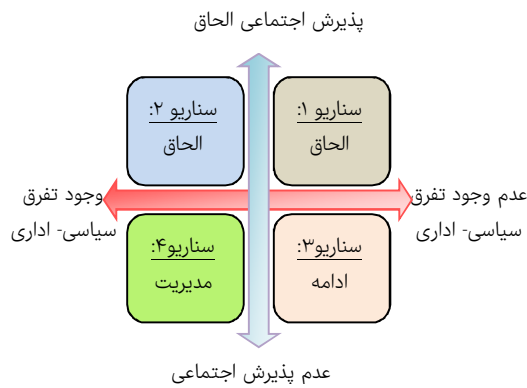 پذیرش اجتماعی الحاق
سناریو ۱:
الحاق
سناریو ۲:
الحاق
عدم وجود تفرق
سیاسی- اداری
وجود تفرق
سیاسی- اداری
سناریو۳:
ادامه
سناریو۴:
مدیریت
عدم پذیرش اجتماعی